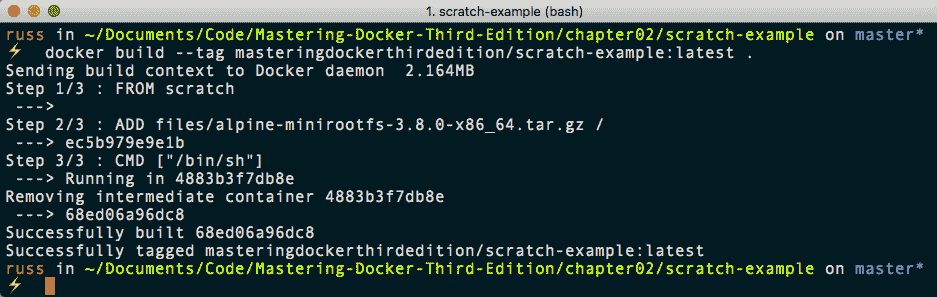 1. scratch-example (bash)
russ in ~/Documents/Code/Mastering-Docker-Third-Edition/chapter02/scratch-example on master*
⚡ docker build --tag masteringdockerthirdedition/scratch-example:latest .
Sending build context to Docker daemon  2.164MB
Step 1/3 : FROM scratch
 --->
Step 2/3 : ADD files/alpine-minirootfs-3.8.0-x86_64.tar.gz /
 ---> ec5b979e9e1b
Step 3/3 : CMD ["/bin/sh"]
 ---> Running in 4883b3f7db8e
Removing intermediate container 4883b3f7db8e
 ---> 68ed06a96dc8
Successfully built 68ed06a96dc8
Successfully tagged masteringdockerthirdedition/scratch-example:latest
russ in ~/Documents/Code/Mastering-Docker-Third-Edition/chapter02/scratch-example on master*
⚡